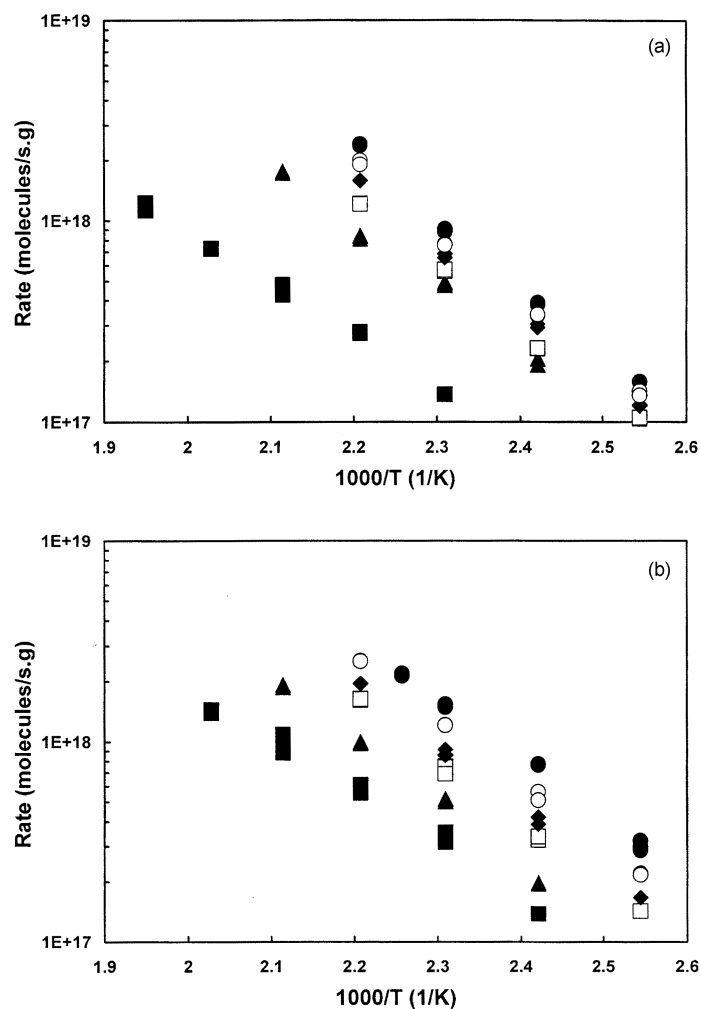 1E+19
(a)
Rate (molecules/s.g)
1E+18
1E+17
1.9 2 2.1 2.2 2.3 2.4 2.5 2.6
1000/T (1/K)
1E+19
(b)
Rate (molecules/s.g)
1E+18
1E+17
1.9 2 2.1 2.2 2.3 2.4 2.5 2.6
1000/T (1/K)